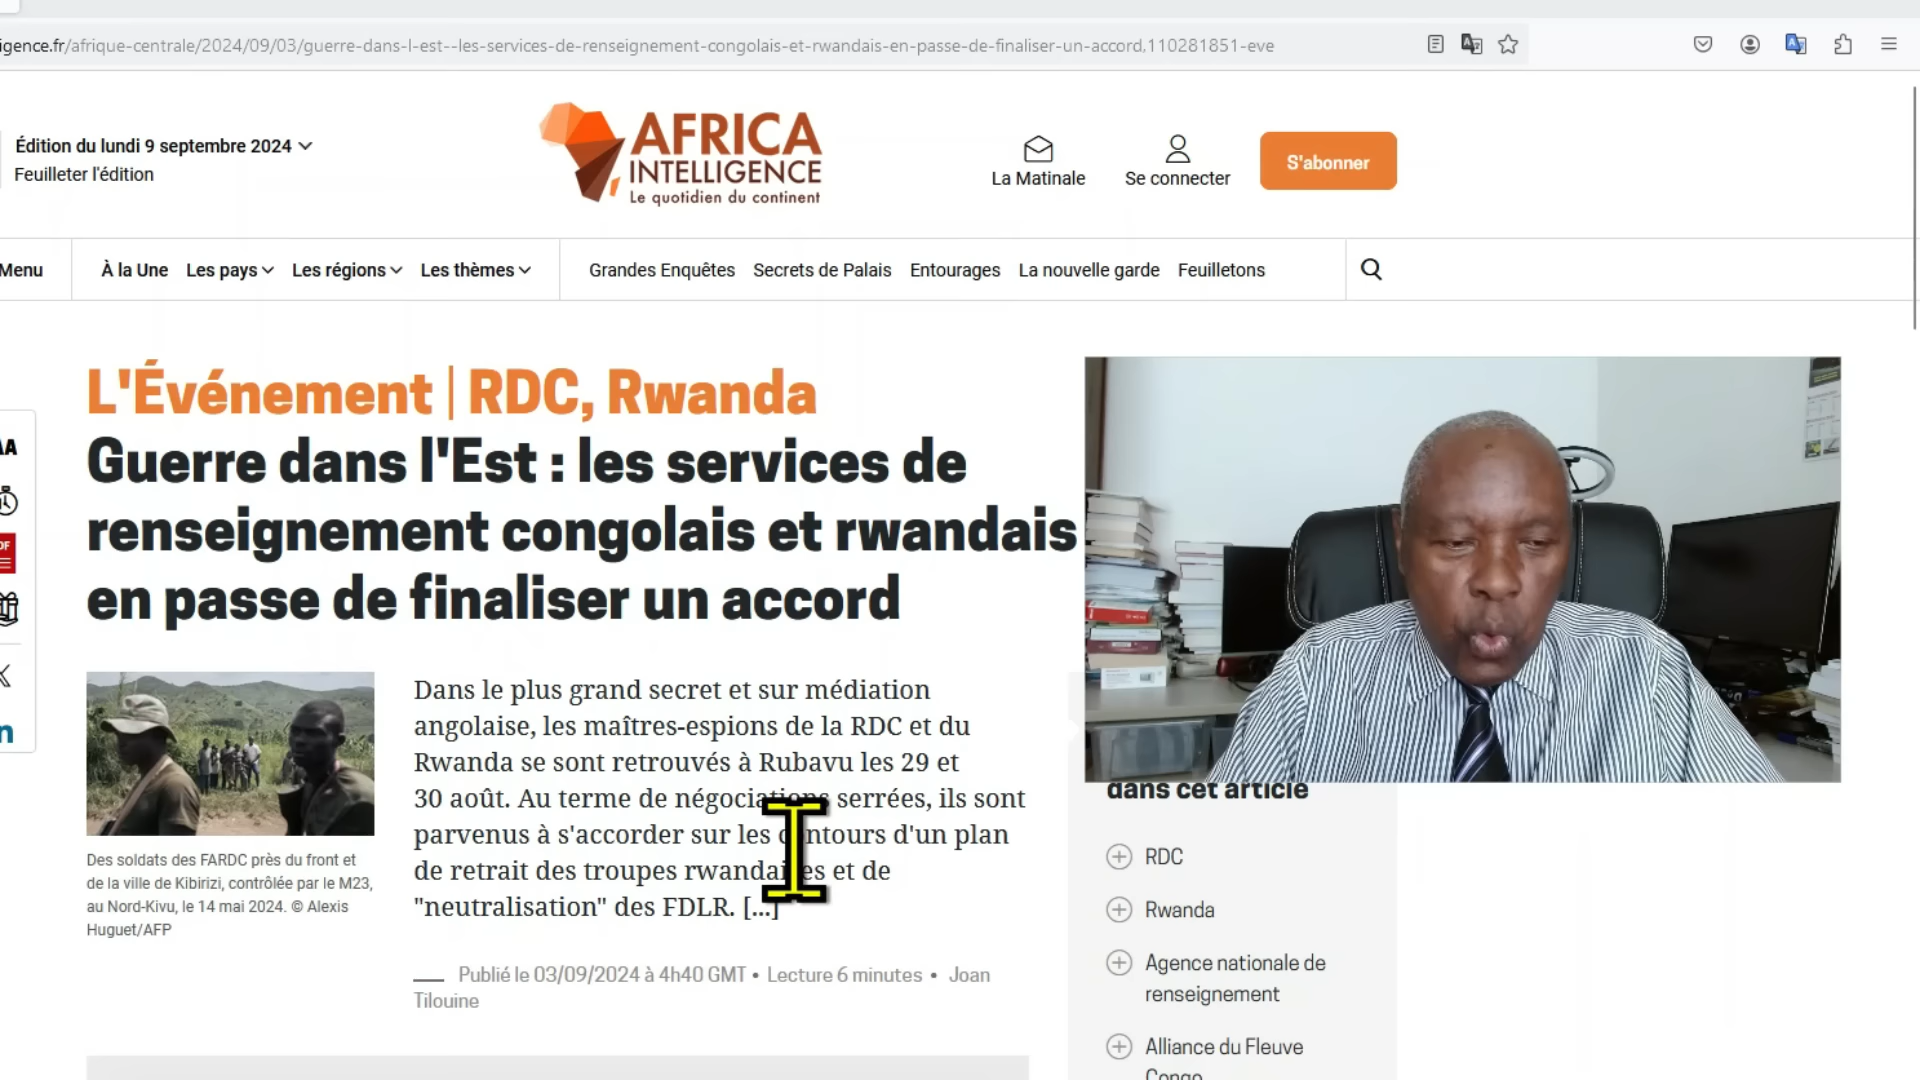 igence.fr/afrique-centrale/2024/09/03/guerre-dans-l-est--les-services-de-renseignement-congolais-et-rwandais-en-passe-de-finaliser-un-accord,110281851-eve
Édition du lundi 9 septembre 2024
Feuilleter l'édition
AFRICA
INTELLIGENCE
Le quotidien du continent
La Matinale
Se connecter
S'abonner
Menu
À la Une
Les pays
Les régions
Les thèmes
Grandes Enquêtes
Secrets de Palais
Entourages
La nouvelle garde
Feuilletons
L'Événement | RDC, Rwanda
Guerre dans l'Est : les services de
renseignement congolais et rwandais
en passe de finaliser un accord
Dans le plus grand secret et sur médiation
angolaise, les maîtres-espions de la RDC et du
Rwanda se sont retrouvés à Rubavu les 29 et
30 août. Au terme de négociations serrées, ils sont
parvenus à s'accorder sur les contours d'un plan
de retrait des troupes rwandaises et de
"neutralisation" des FDLR. [...]
Des soldats des FARDC près du front et
de la ville de Kibirizi, contrôlée par le M23,
au Nord-Kivu, le 14 mai 2024. © Alexis
Huguet/AFP
Publié le 03/09/2024 à 4h40 GMT • Lecture 6 minutes • Joan
Tilouine
dans cet article
RDC
Rwanda
Agence nationale de
renseignement
Alliance du Fleuve
Congo